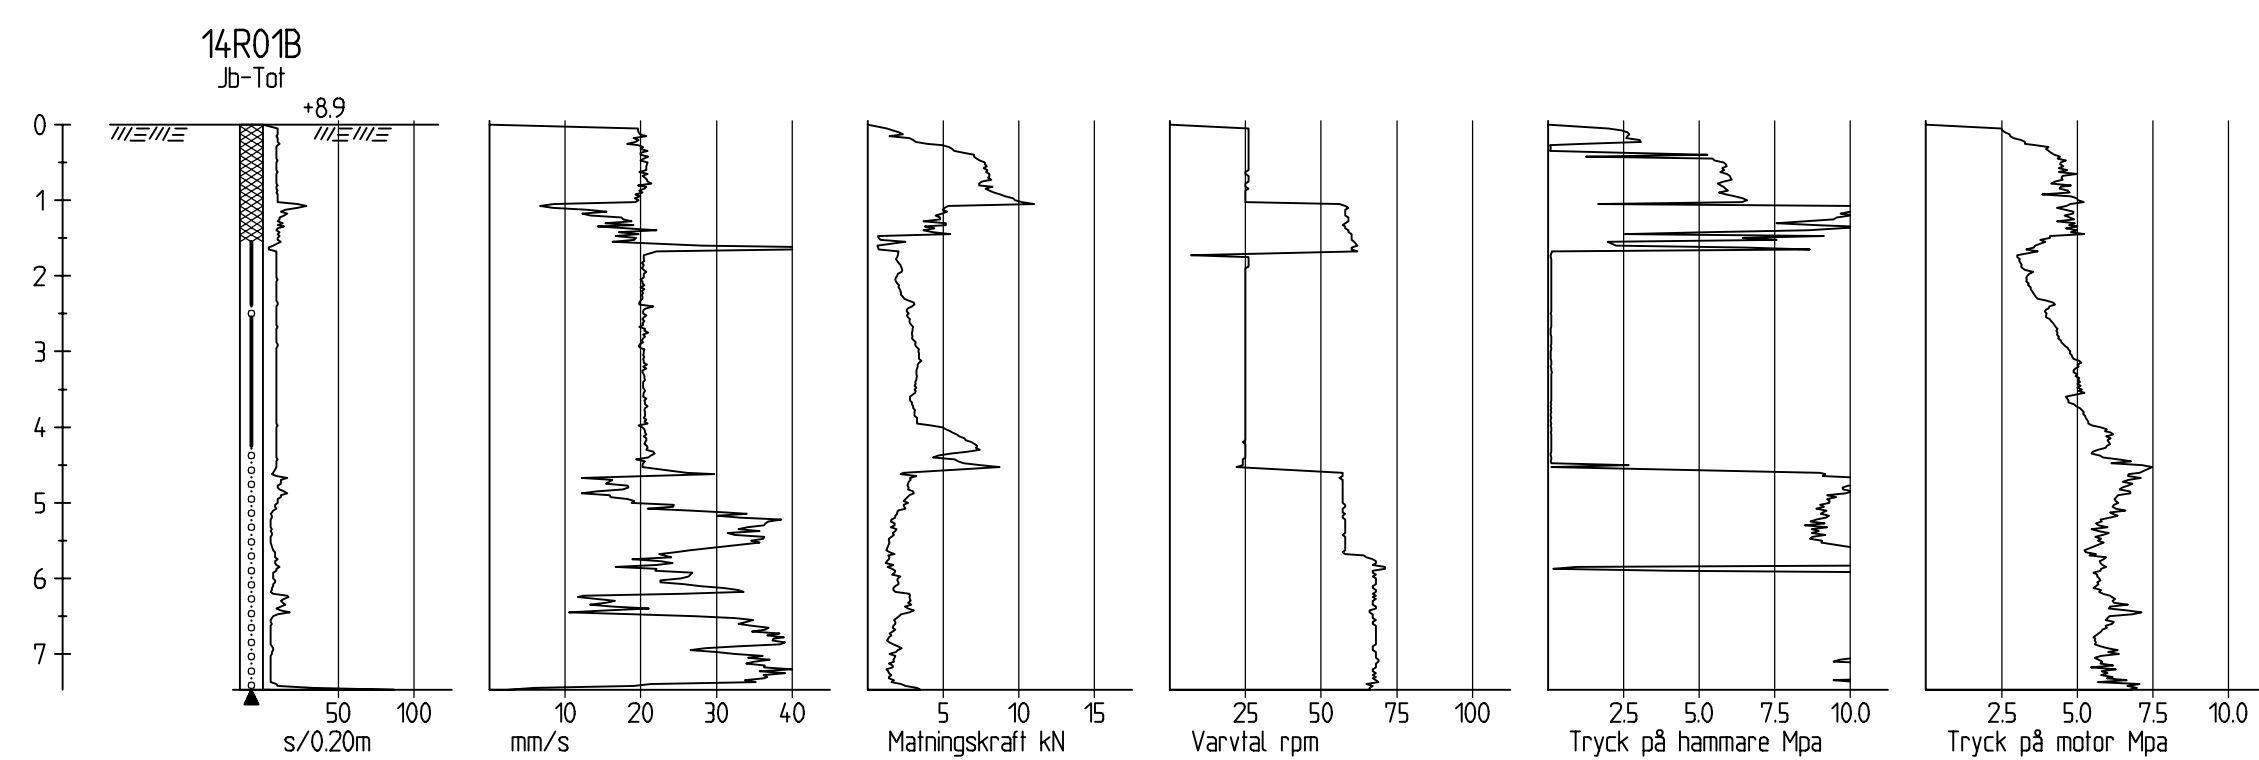 14R01B
Jb-Tot
+8.9
0
1
2
3
4
5
6
7
50 100
10 20 30 40
5 10 15
25 50 75 100
2.5 5.0 7.5 10.0
2.5 5.0 7.5 10.0
s/0.20m
mm/s
Matningskraft kN
Varvtal rpm
Tryck på hammare Mpa
Tryck på motor Mpa